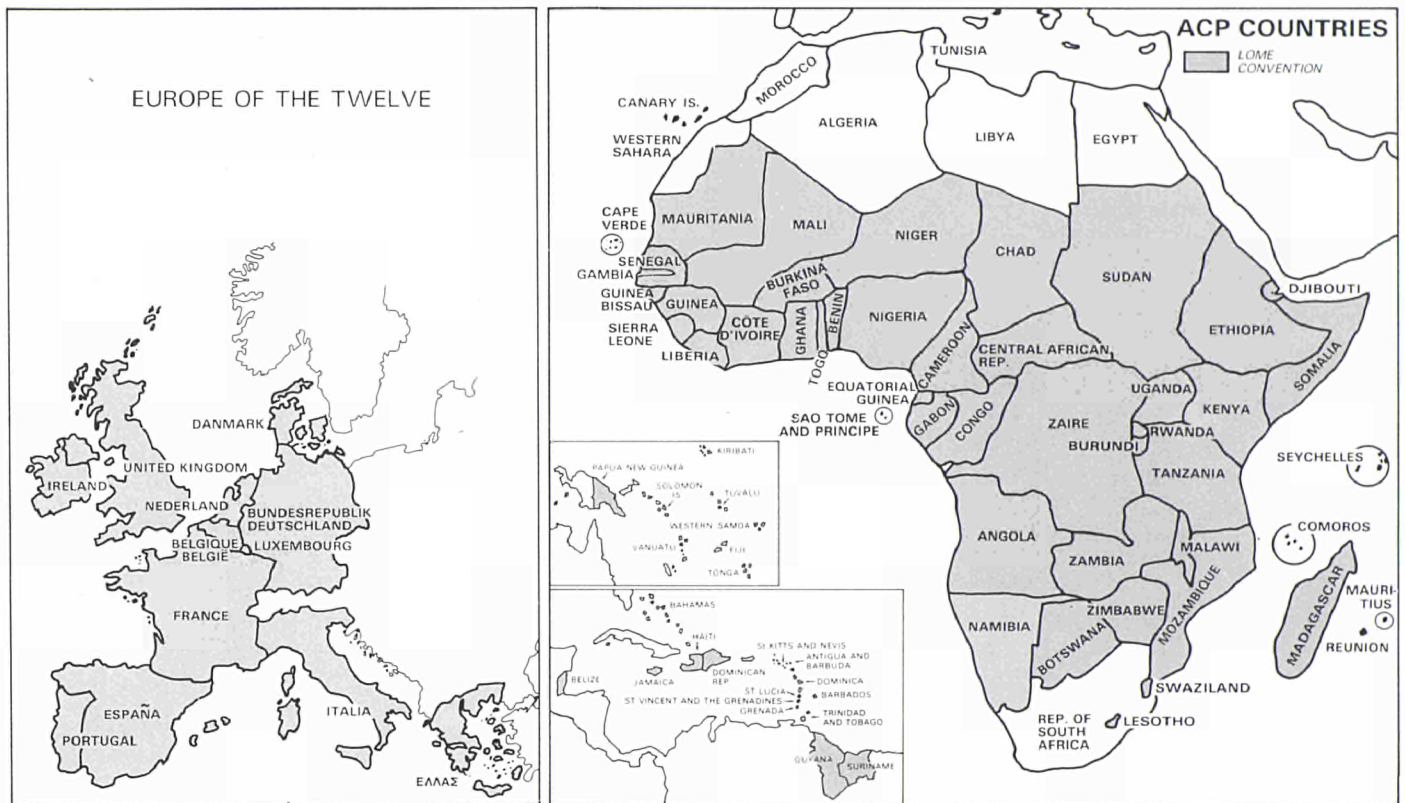 EUROPE OF THE TWELVE
DANMARK
UNITED KINGDOM
IRELAND
NEDERLAND
BUNDESREPUBLIK
DEUTSCHLAND
BELGIQUE
BELGIË
LUXEMBOURG
FRANCE
ESPAÑA
PORTUGAL
ITALIA
ΕΛΛΑΣ
ACP COUNTRIES
LOME
CONVENTION
TUNISIA
MOROCCO
CANARY IS.
ALGERIA
LIBYA
EGYPT
WESTERN
SAHARA
CAPE
VERDE
MAURITANIA
MALI
NIGER
CHAD
SUDAN
SENEGAL
GAMBIA
BURKINA
FASO
DJIBOUTI
GUINEA
BISSAU
GUINEA
CÔTE
D'IVOIRE
GHANA
BENIN
NIGERIA
ETHIOPIA
SIERRA
LEONE
LIBERIA
TOGO
CAMEROON
CENTRAL AFRICAN
REP.
SOMALIA
EQUATORIAL
GUINEA
UGANDA
KENYA
SAO TOME
AND PRINCIPE
GABON
CONGO
ZAIRE
RWANDA
BURUNDI
TANZANIA
SEYCHELLES
COMOROS
ANGOLA
ZAMBIA
MALAWI
MOZAMBIQUE
MADAGASCAR
MAURI-
TIUS
REUNION
NAMIBIA
ZIMBABWE
BOTSWANA
SWAZILAND
REP. OF
SOUTH
AFRICA
LESOTHO
KIRIBATI
PAPUA NEW GUINEA
SOLOMON
IS
TUVALU
WESTERN SAMOA
VANUATU
FIJI
TONGA
BAHAMAS
HAITI
ST KITTS AND NEVIS
ANTIGUA AND
BARBUDA
BELIZE
JAMAICA
DOMINICAN
REP
DOMINICA
ST LUCIA
BARBADOS
ST VINCENT AND THE GRENADINES
GRENADA
TRINIDAD
AND TOBAGO
GUYANA
SURINAME